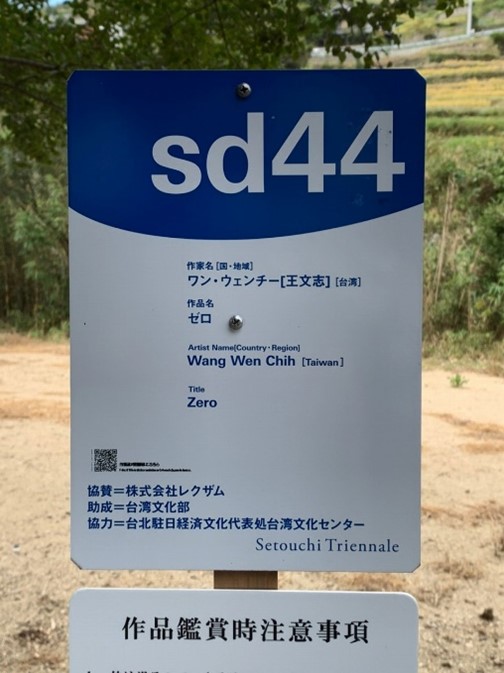 sd44
作家名 [国・地域]
ワン・ウェンチー[王文志] [台湾]
作品名
ゼロ
Artist Name[Country・Region]
Wang Wen Chih [Taiwan]
Title
Zero
協賛＝株式会社レクザム
助成＝台湾文化部
協力＝台北駐日経済文化代表処台湾文化センター
Setouchi Triennale
作品鑑賞時注意事項